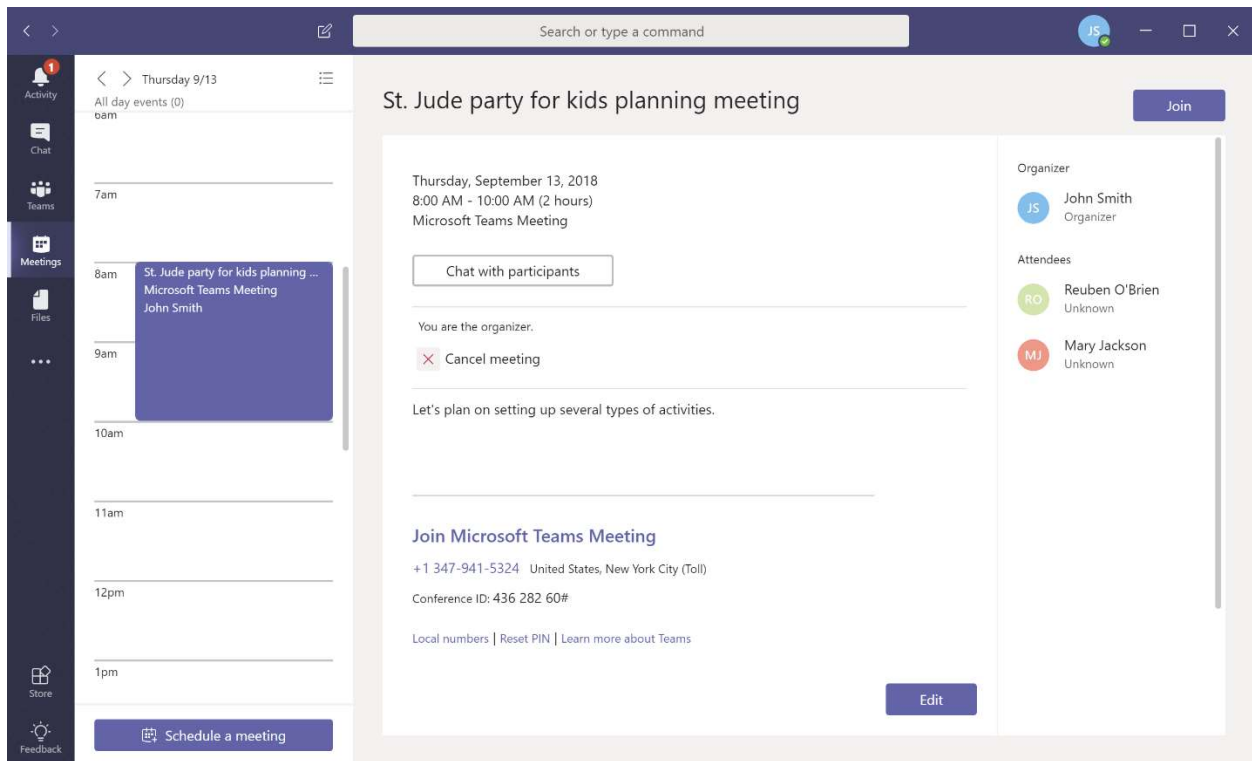 Search or type a command
JS
1
Activity
Chat
Teams
Meetings
Files
Store
Feedback
Thursday 9/13
All day events (0)
6am
7am
8am
St. Jude party for kids planning ...
Microsoft Teams Meeting
John Smith
9am
10am
11am
12pm
1pm
Schedule a meeting
St. Jude party for kids planning meeting
Join
Thursday, September 13, 2018
8:00 AM - 10:00 AM (2 hours)
Microsoft Teams Meeting
Chat with participants
You are the organizer.
Cancel meeting
Let's plan on setting up several types of activities.
Join Microsoft Teams Meeting
+1 347-941-5324 United States, New York City (Toll)
Conference ID: 436 282 60#
Local numbers | Reset PIN | Learn more about Teams
Edit
Organizer
JS
John Smith
Organizer
Attendees
RO
Reuben O'Brien
Unknown
MJ
Mary Jackson
Unknown